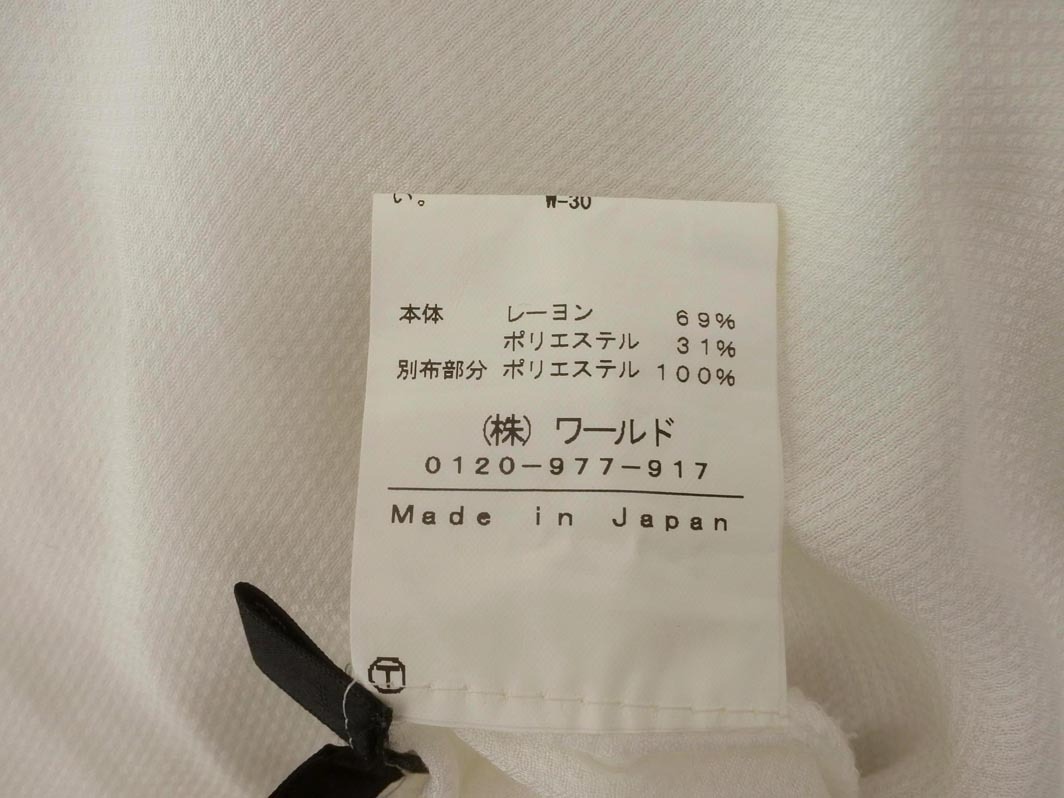 い。 W-30
本体 レーヨン 69%
ポリエステル 31%
別布部分 ポリエステル 100%
(株) ワールド
0120-977-917
Made in Japan
T